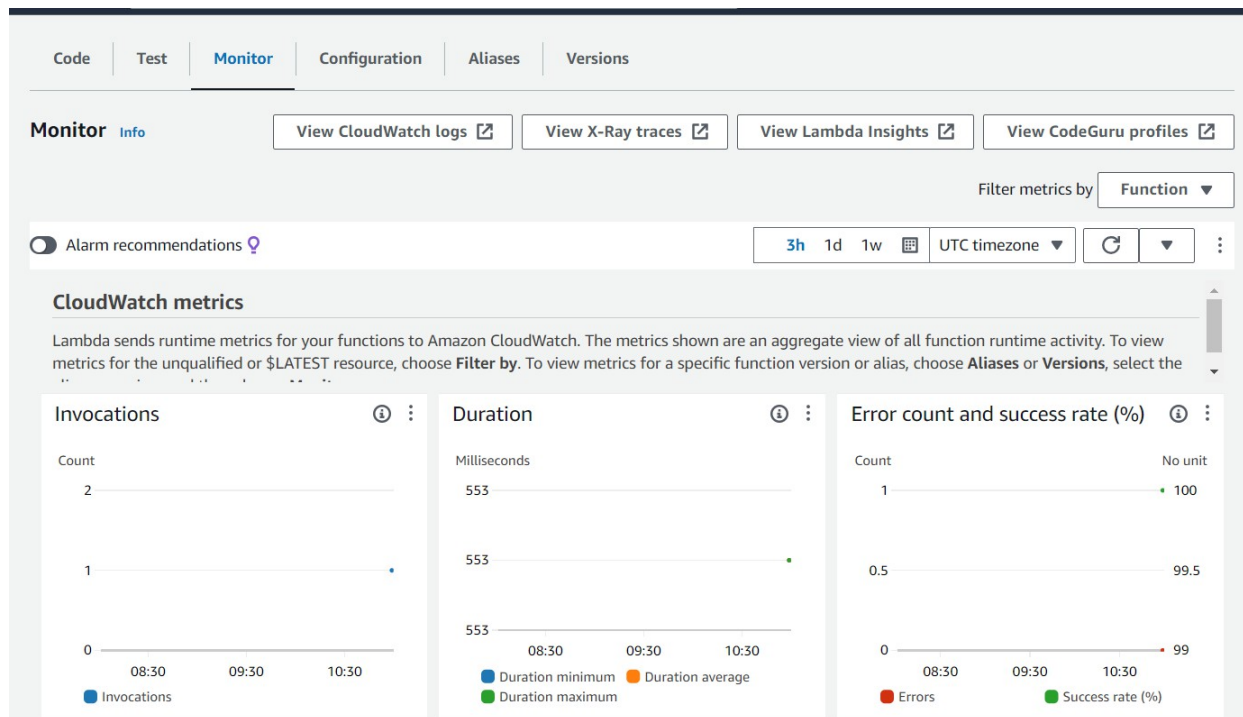 Code Test Monitor Configuration Aliases Versions
Monitor Info View CloudWatch logs View X-Ray traces View Lambda Insights View CodeGuru profiles
Filter metrics by Function
Alarm recommendations 3h 1d 1w UTC timezone
CloudWatch metrics
Lambda sends runtime metrics for your functions to Amazon CloudWatch. The metrics shown are an aggregate view of all function runtime activity. To view
metrics for the unqualified or $LATEST resource, choose Filter by. To view metrics for a specific function version or alias, choose Aliases or Versions, select the
Invocations
Count
2
1
0
08:30 09:30 10:30
Invocations
Duration
Milliseconds
553
553
553
08:30 09:30 10:30
Duration minimum Duration average
Duration maximum
Error count and success rate (%)
Count No unit
1 100
0.5 99.5
0 99
08:30 09:30 10:30
Errors Success rate (%)